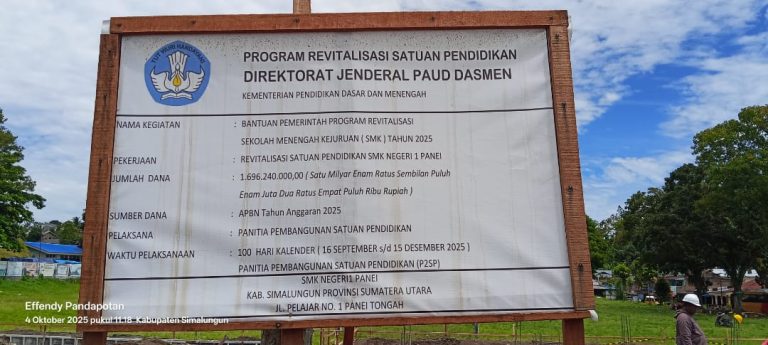 TUT WURI HANDAYANI
PROGRAM REVITALISASI SATUAN PENDIDIKAN
DIREKTORAT JENDERAL PAUD DASMEN
KEMENTERIAN PENDIDIKAN DASAR DAN MENENGAH
NAMA KEGIATAN : BANTUAN PEMERINTAH PROGRAM REVITALISASI
SEKOLAH MENENGAH KEJURUAN ( SMK ) TAHUN 2025
PEKERJAAN : REVITALISASI SATUAN PENDIDIKAN SMK NEGERI 1 PANEI
JUMLAH DANA : 1.696.240.000,00 ( Satu Milyar Enam Ratus Sembilan Puluh
Enam Juta Dua Ratus Empat Puluh Ribu Rupiah )
SUMBER DANA : APBN Tahun Anggaran 2025
PELAKSANA : PANITIA PEMBANGUNAN SATUAN PENDIDIKAN
WAKTU PELAKSANAAN : 100 HARI KALENDER ( 16 SEPTEMBER s/d 15 DESEMBER 2025 )
PANITIA PEMBANGUNAN SATUAN PENDIDIKAN (P2SP)
SMK NEGERI1 PANEI
KAB. SIMALUNGUN PROVINSI SUMATERA UTARA
JL. PELAJAR NO. 1 PANEI TONGAH
Effendy Pandapotan
4 Oktober 2025 pukul 11.18 Kabupaten Simalungun